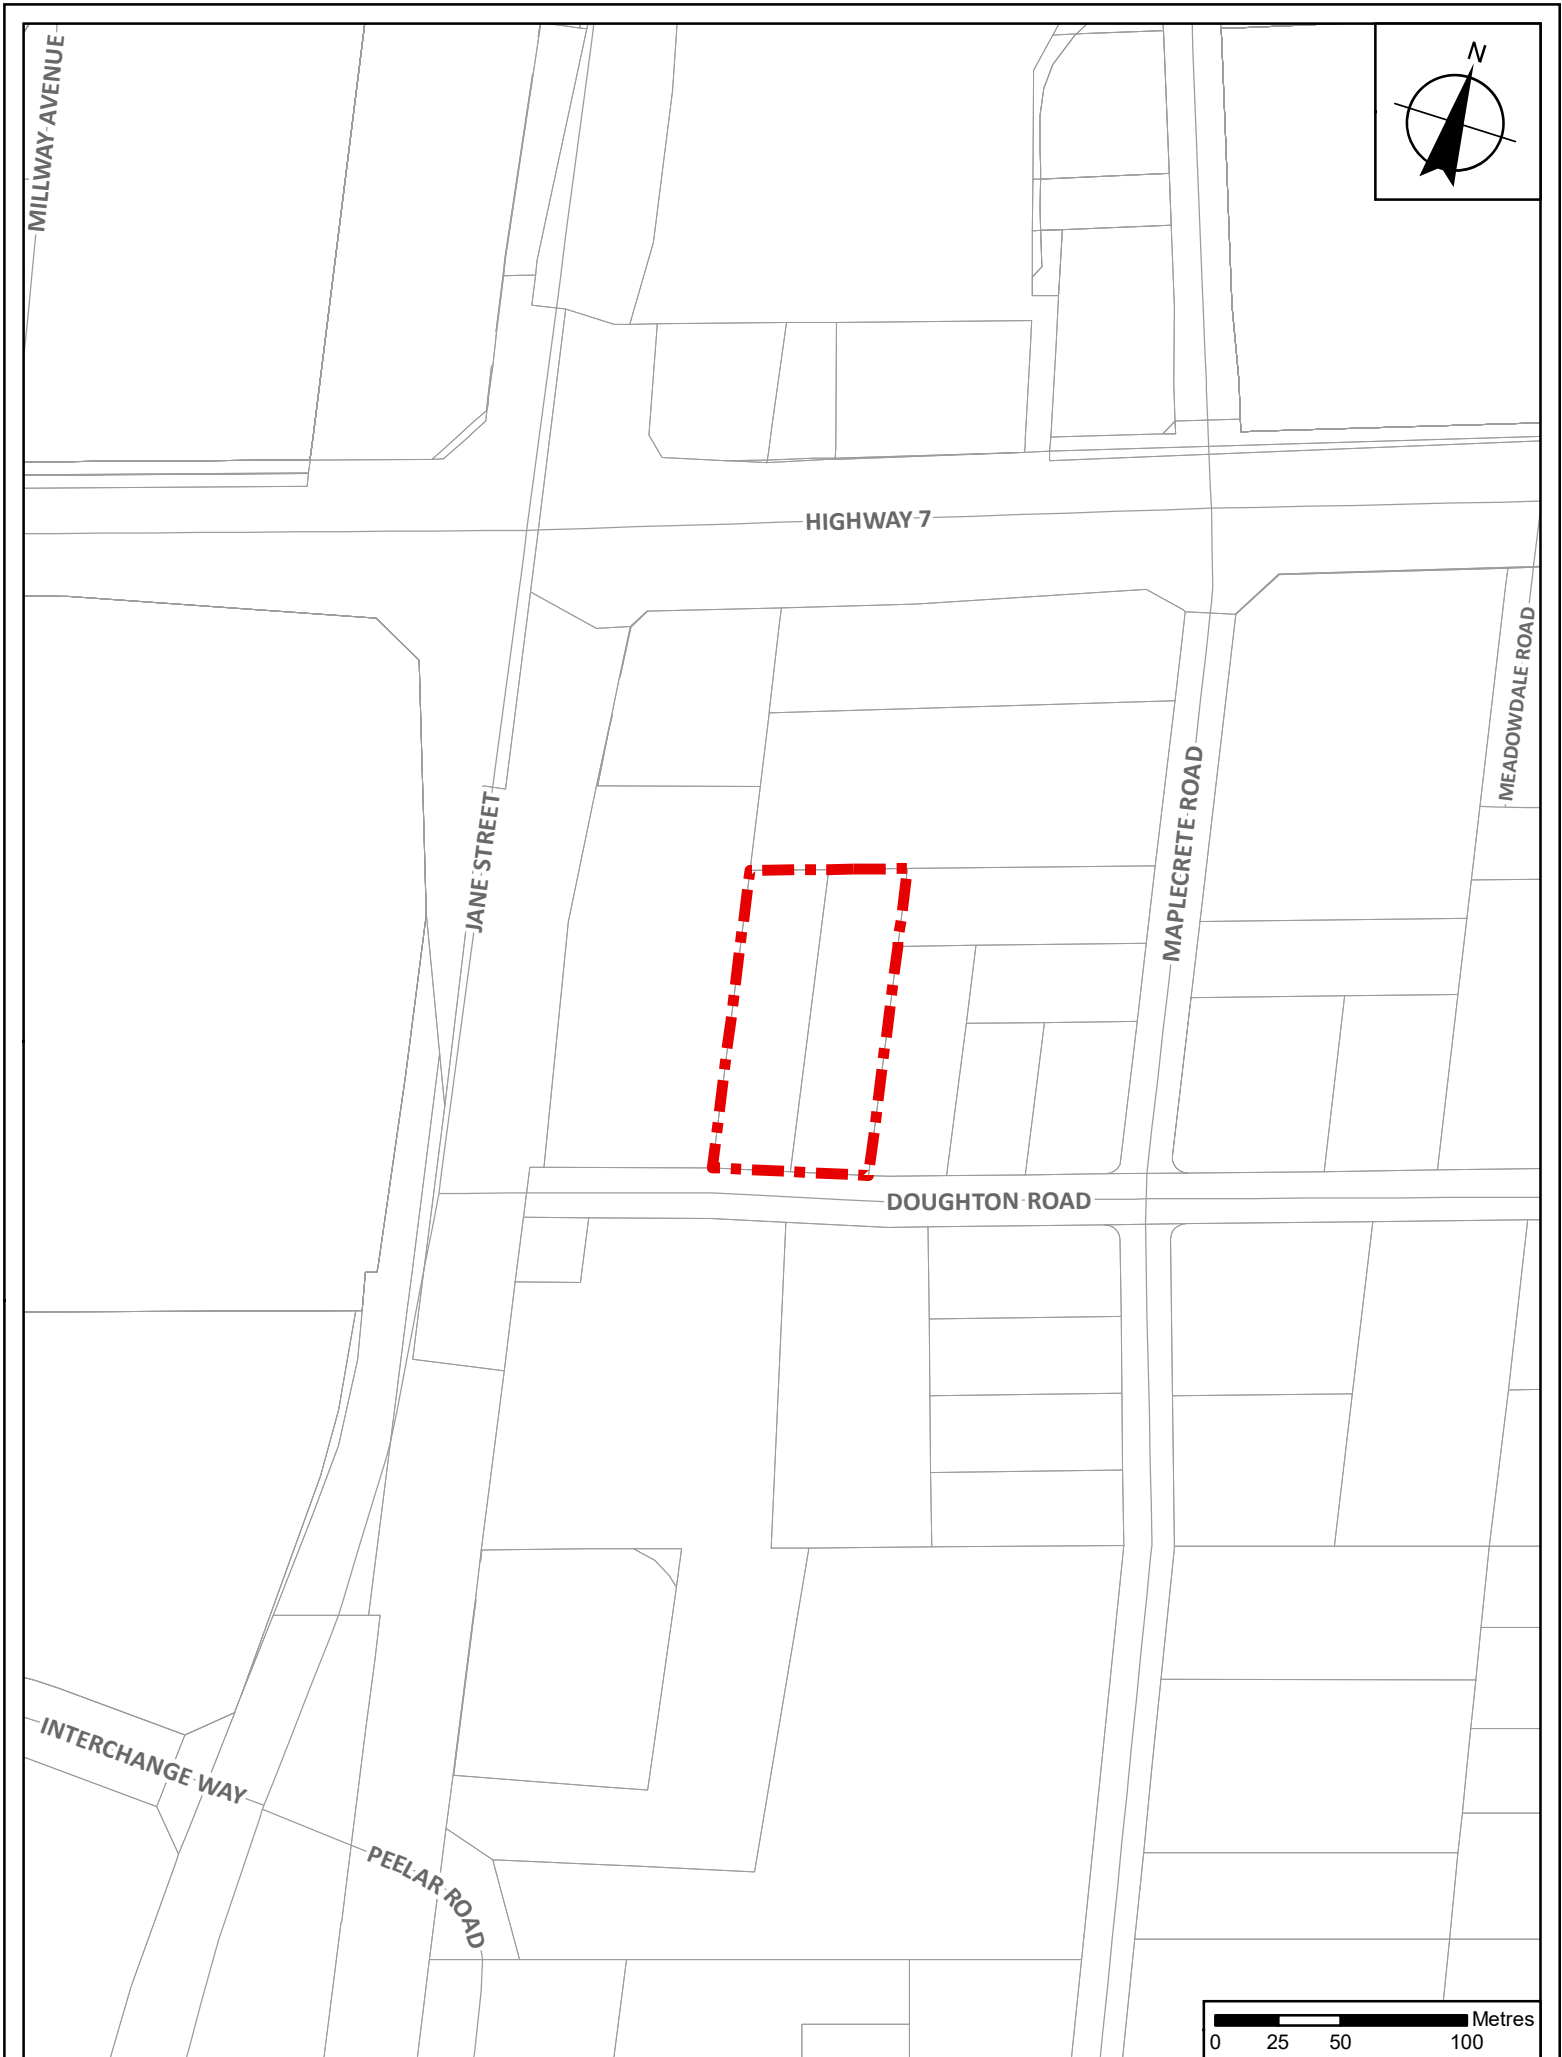 MILLWAY AVENUE
N
HIGHWAY 7
MEADOWDALE ROAD
MAPLECRETE ROAD
JANE STREET
DOUGHTON ROAD
INTERCHANGE WAY
PEELAR ROAD
Metres
0 25 50 100